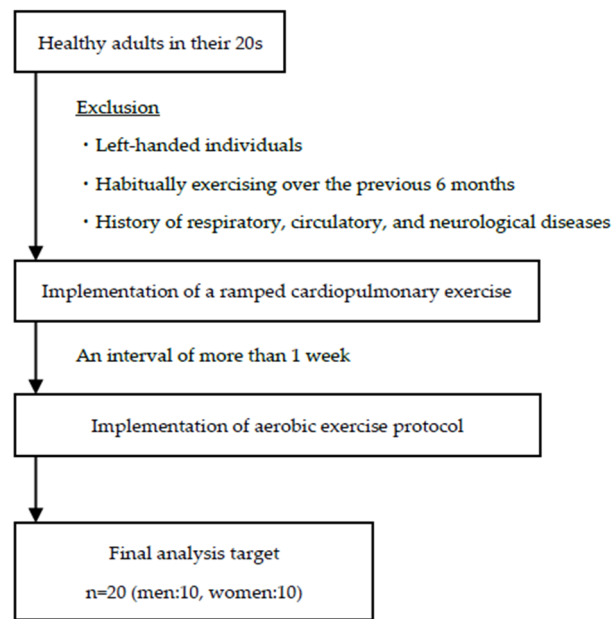 Healthy adults in their 20s
Exclusion
・Left-handed individuals
・Habitually exercising over the previous 6 months
・History of respiratory, circulatory, and neurological diseases
Implementation of a ramped cardiopulmonary exercise
An interval of more than 1 week
Implementation of aerobic exercise protocol
Final analysis target
n=20 (men:10, women:10)